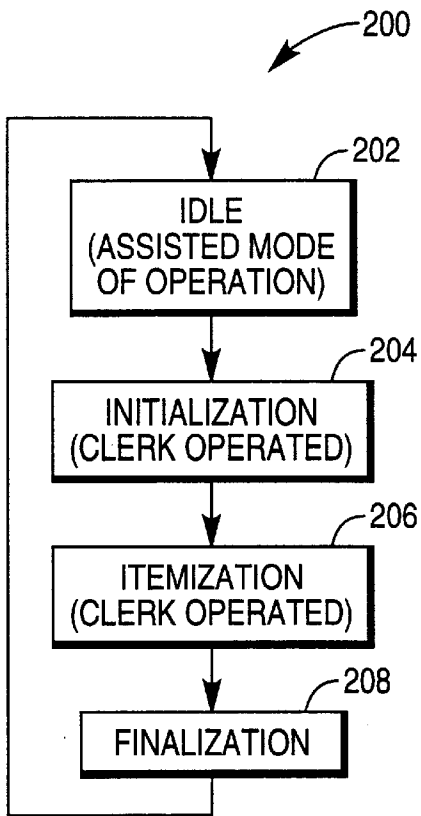 200
202
IDLE
(ASSISTED MODE
OF OPERATION)
204
INITIALIZATION
(CLERK OPERATED)
206
ITEMIZATION
(CLERK OPERATED)
208
FINALIZATION